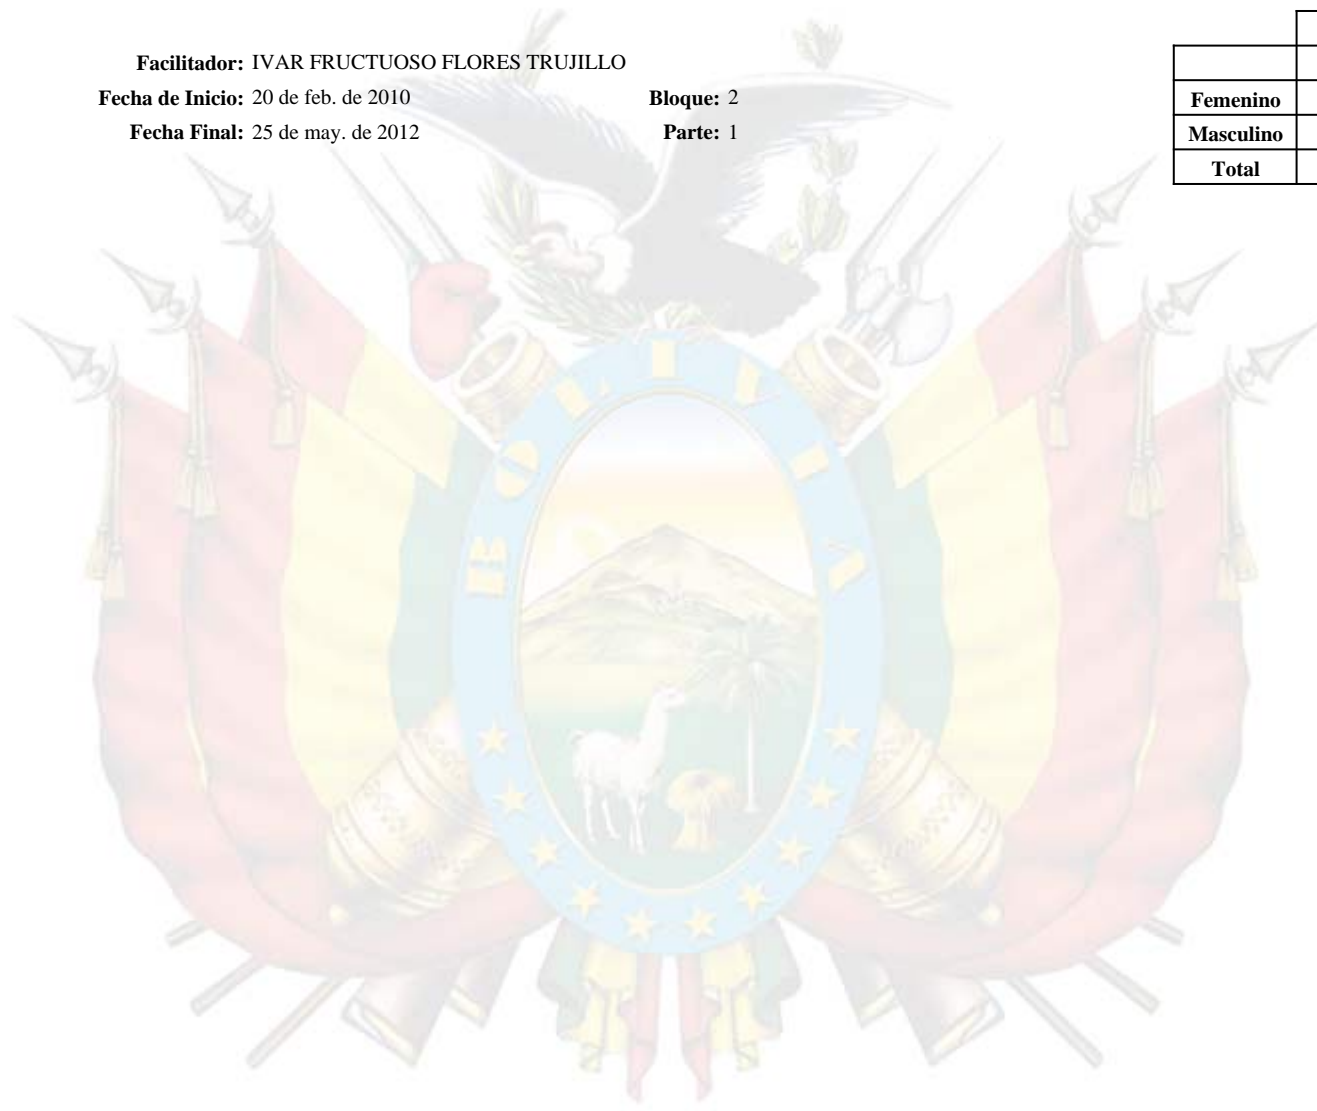 Facilitador: IVAR FRUCTUOSO FLORES TRUJILLO
Fecha de Inicio: 20 de feb. de 2010 Bloque: 2
Fecha Final: 25 de may. de 2012 Parte: 1
Femenino
Masculino
Total
BOLIVIA